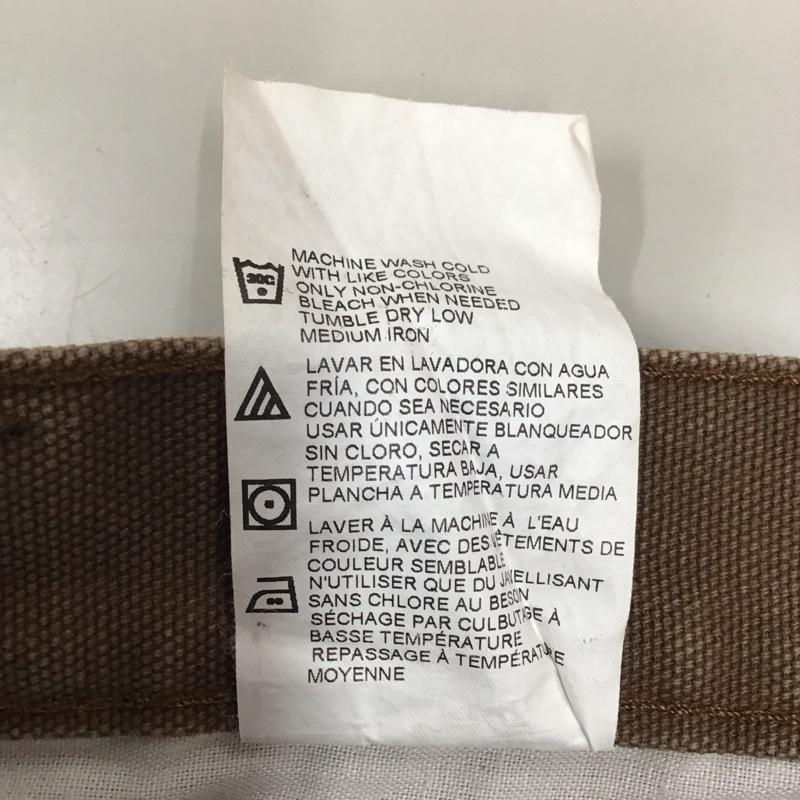 30C
MACHINE WASH COLD
WITH LIKE COLORS
ONLY NON-CHLORINE
BLEACH WHEN NEEDED
TUMBLE DRY LOW
MEDIUM IRON
LAVAR EN LAVADORA CON AGUA
FRÍA, CON COLORES SIMILARES
CUANDO SEA NECESARIO
USAR ÚNICAMENTE BLANQUEADOR
SIN CLORO, SECAR A
TEMPERATURA BAJA, USAR
PLANCHA A TEMPERATURA MEDIA
LAVER À LA MACHINE À L'EAU
FROIDE, AVEC DES VÊTEMENTS DE
COULEUR SEMBLABLE
N'UTILISER QUE DU JAVELLISANT
SANS CHLORE AU BESOIN
SÉCHAGE PAR CULBUTAGE À
BASSE TEMPÉRATURE
REPASSAGE À TEMPÉRATURE
MOYENNE